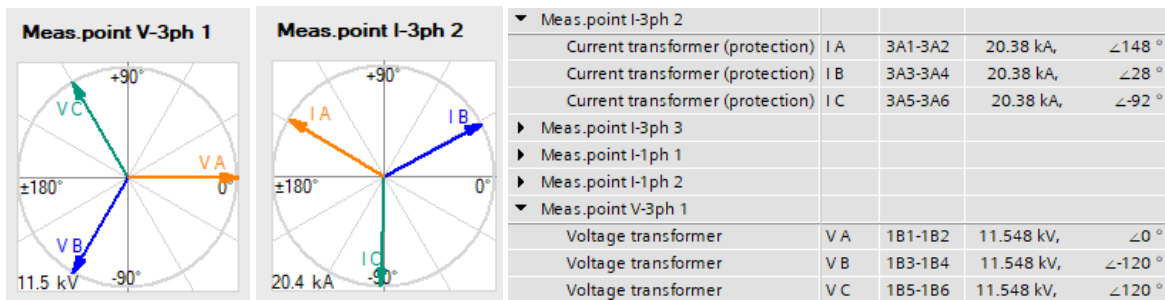 Meas.point V-3ph 1
+90°
V C
V A
±180°
0°
V B
-90°
11.5 kV
Meas.point I-3ph 2
+90°
I A
I B
±180°
0°
I C
-90°
20.4 kA
Meas.point I-3ph 2
Current transformer (protection) I A 3A1-3A2 20.38 kA, ∠148 °
Current transformer (protection) I B 3A3-3A4 20.38 kA, ∠28 °
Current transformer (protection) I C 3A5-3A6 20.38 kA, ∠-92 °
Meas.point I-3ph 3
Meas.point I-1ph 1
Meas.point I-1ph 2
Meas.point V-3ph 1
Voltage transformer V A 1B1-1B2 11.548 kV, ∠0 °
Voltage transformer V B 1B3-1B4 11.548 kV, ∠-120 °
Voltage transformer V C 1B5-1B6 11.548 kV, ∠120 °